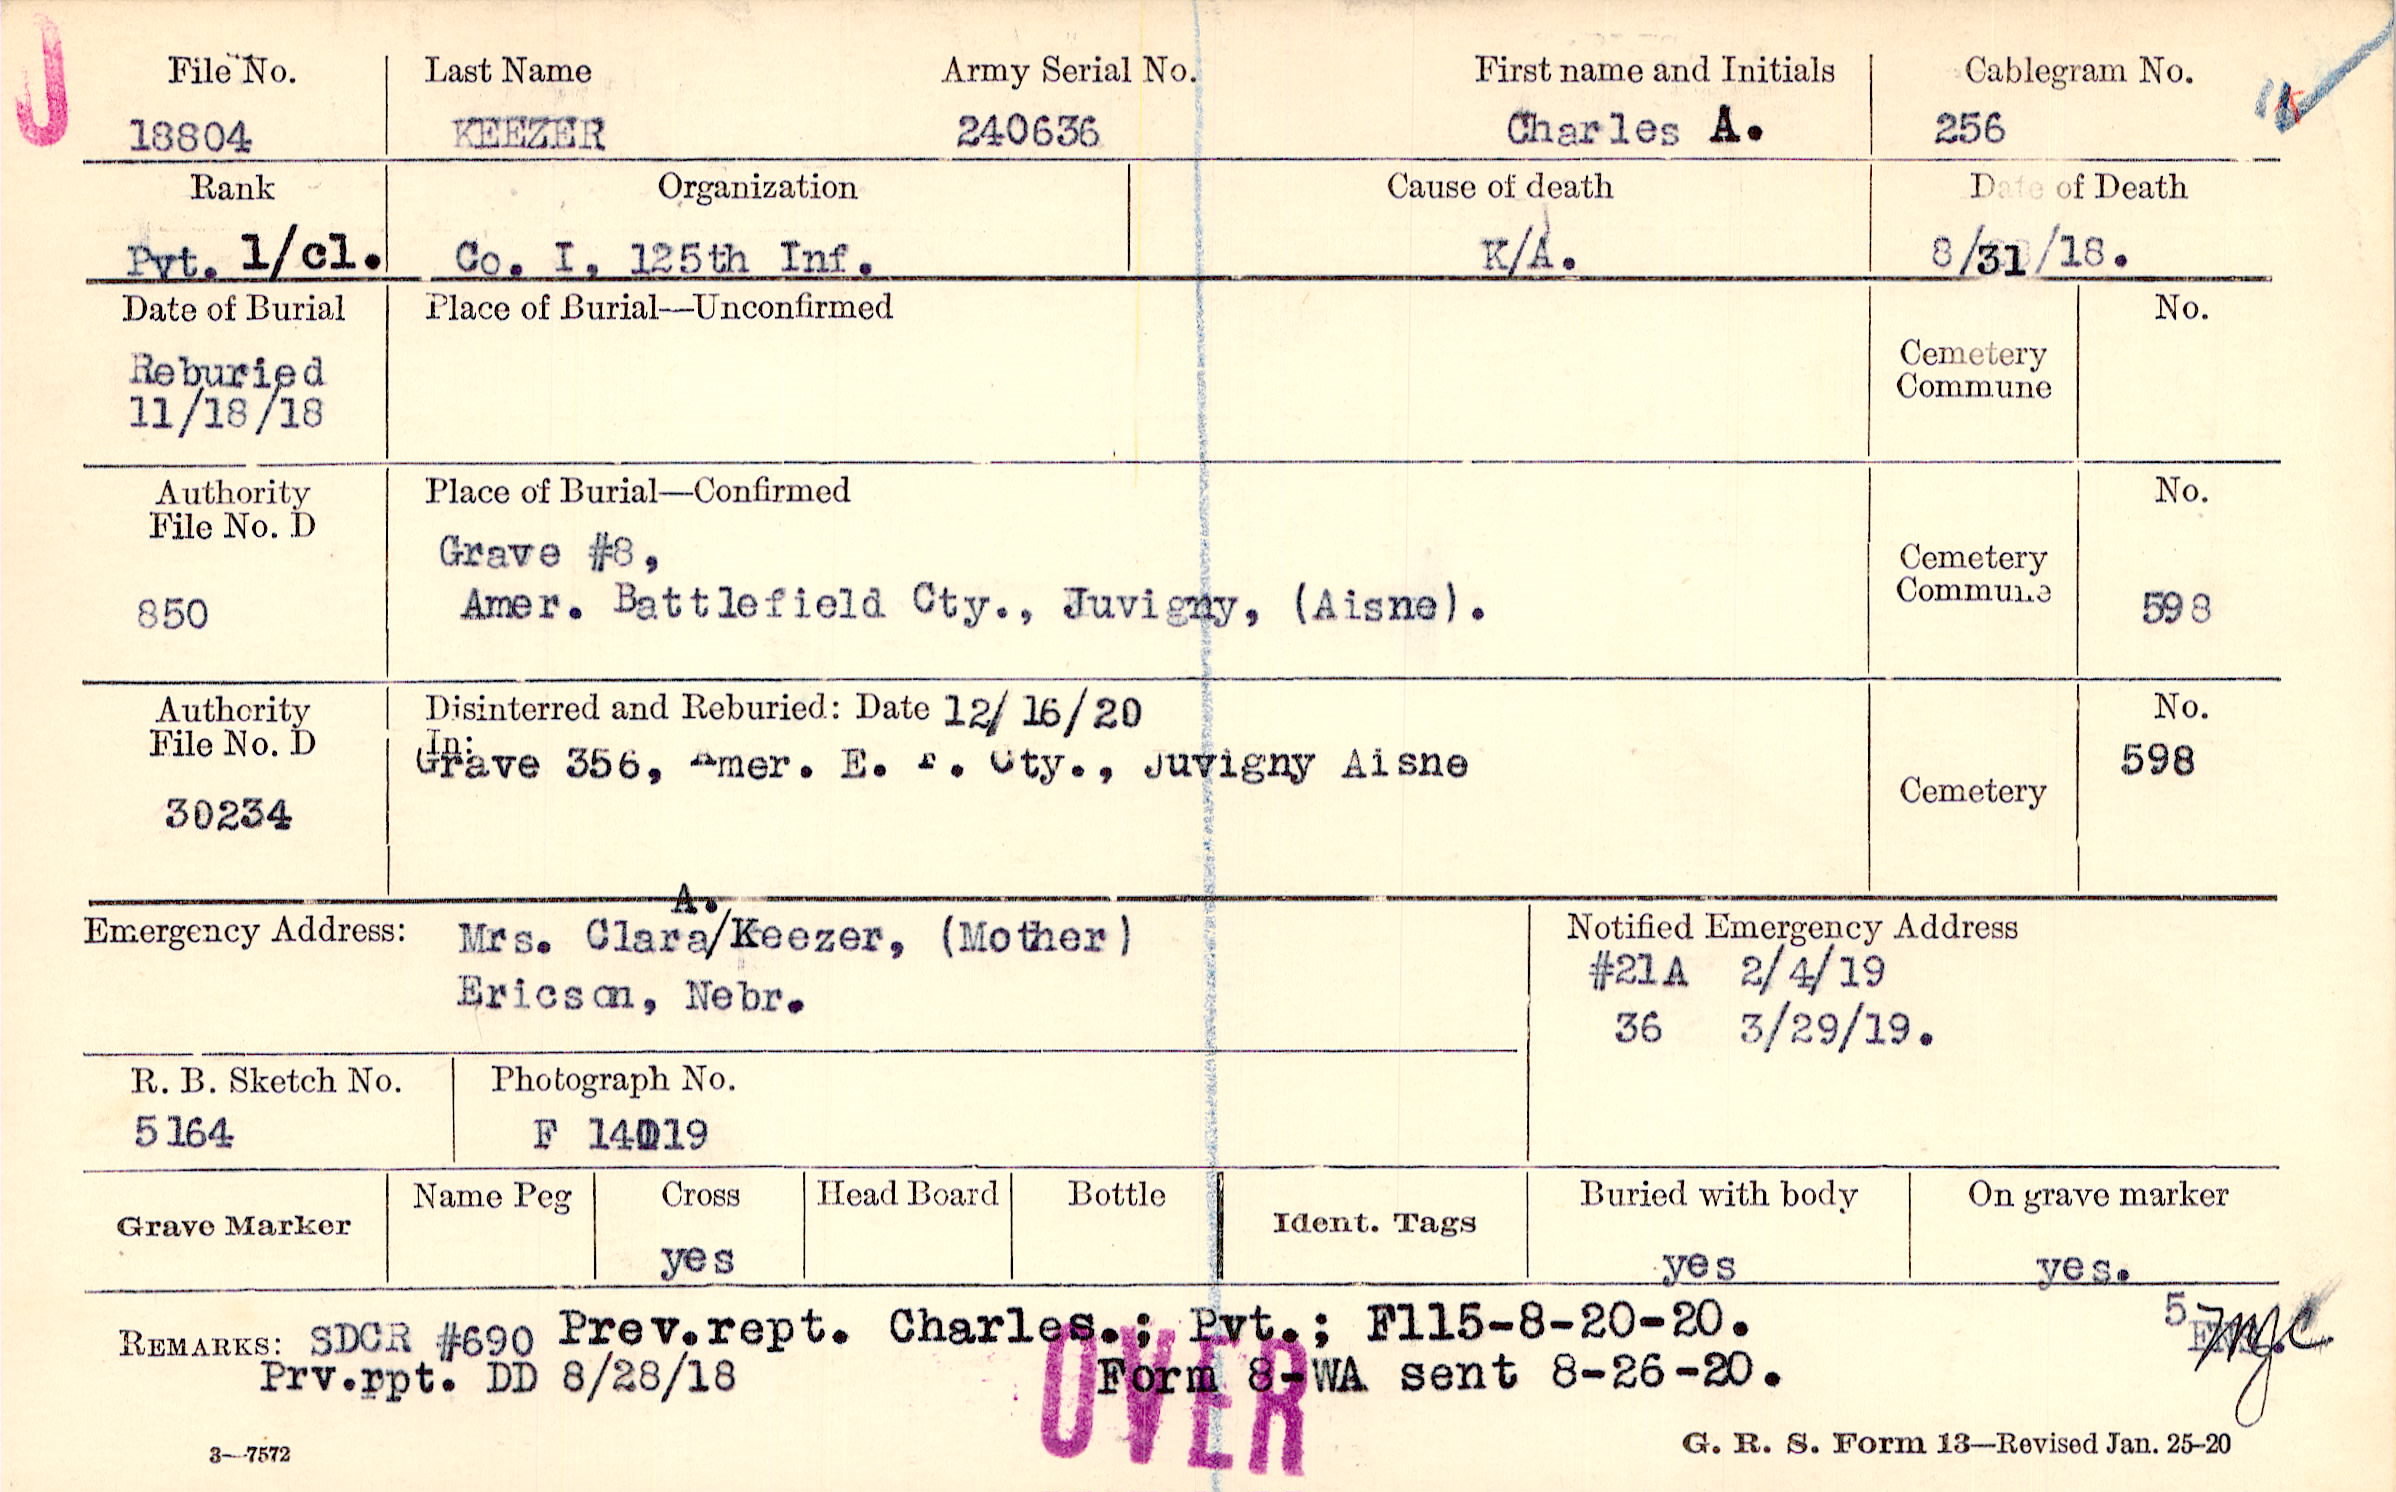 J
File No. Last Name Army Serial No. First name and Initials Cablegram No.
18804 KEEZER 240636 Charles A. 256
Rank Organization Cause of death Date of Death
Pvt. 1/cl. Co. I, 125th Inf. K/A. 8/31/18.
Date of Burial Place of Burial—Unconfirmed No.
Reburied
11/18/18
Cemetery
Commune
Authority Place of Burial—Confirmed No.
File No. D
Grave #8,
Cemetery
Commune
850 Amer. Battlefield Cty., Juvigny, (Aisne). 598
Authority Disinterred and Reburied: Date 12/16/20 No.
File No. D In:
Grave 356, Amer. E. F. Cty., Juvigny Aisne 598
30234 Cemetery
A.
Emergency Address: Mrs. Clara/Keezer, (Mother) Notified Emergency Address
#21A 2/4/19
Ericson, Nebr.
36 3/29/19.
R. B. Sketch No. Photograph No.
5164 F 14019
Grave Marker Name Peg Cross Head Board Bottle Ident. Tags Buried with body On grave marker
yes yes yes.
REMARKS: SDCR #690 Prev.rept. Charles.; Pvt.; F115-8-20-20. 5
Prv.rpt. DD 8/28/18 Form 8-WA sent 8-26-20.
OVER
3—7572 G. R. S. Form 13—Revised Jan. 25-20